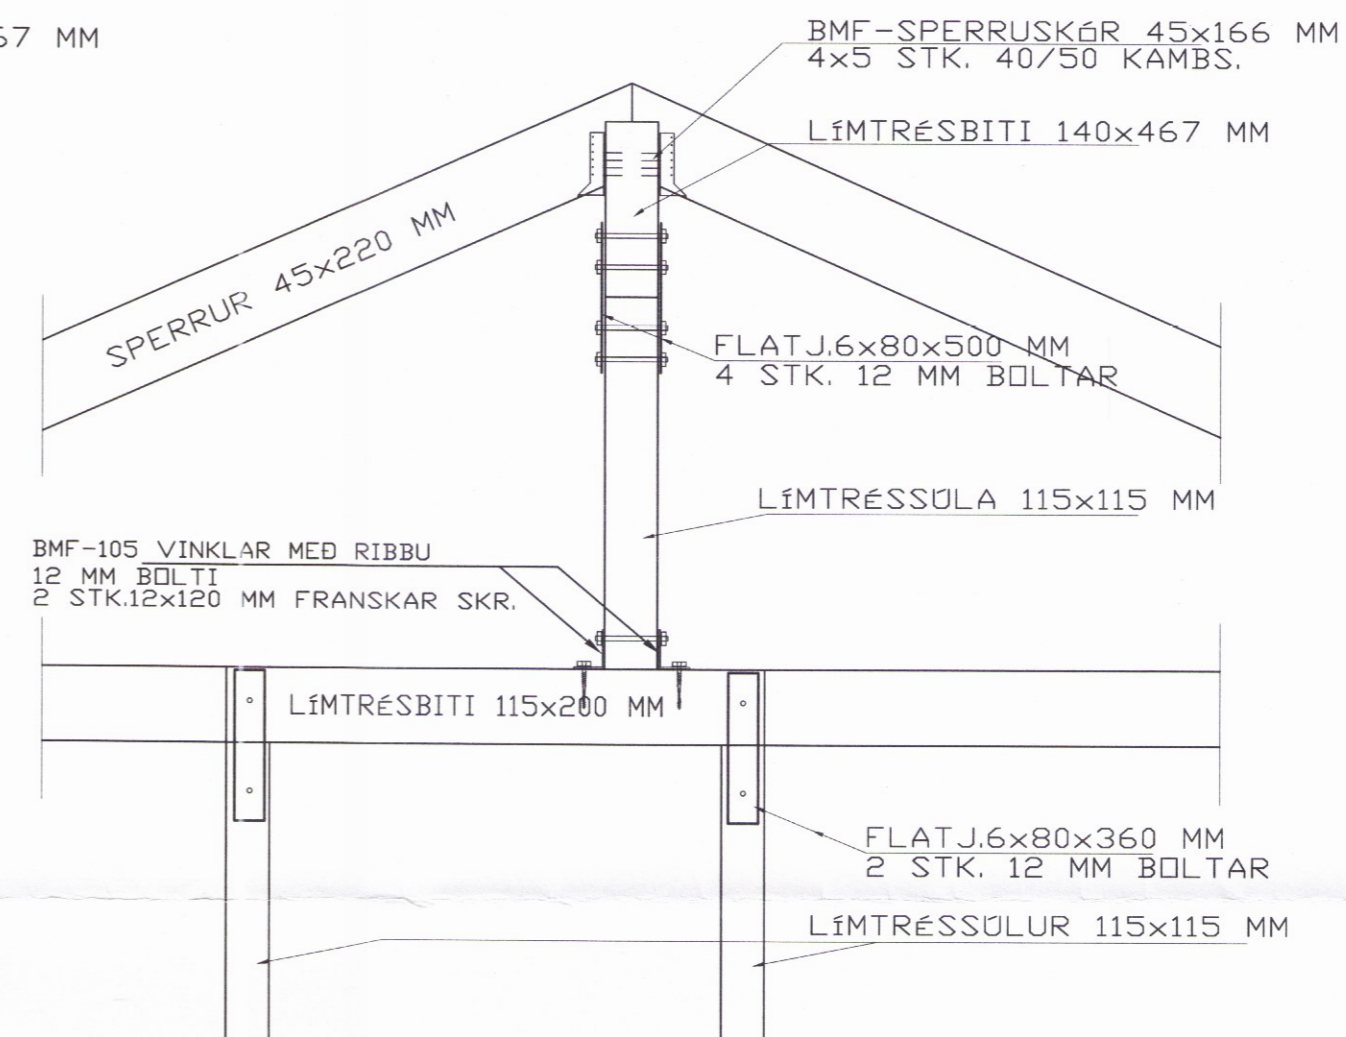 67 MM
BMF-SPERRUSKÓR 45x166 MM
4x5 STK. 40/50 KAMBS.
LÍMTRÉSBITI 140x467 MM
SPERRUR 45x220 MM
FLATJ.6x80x500 MM
4 STK. 12 MM BOLTAR
LÍMTRÉSSÚLA 115x115 MM
BMF-105 VINKLAR MEÐ RIBBU
12 MM BOLTI
2 STK.12x120 MM FRANSKAR SKR.
LÍMTRÉSBITI 115x200 MM
FLATJ.6x80x360 MM
2 STK. 12 MM BOLTAR
LÍMTRÉSSÚLUR 115x115 MM